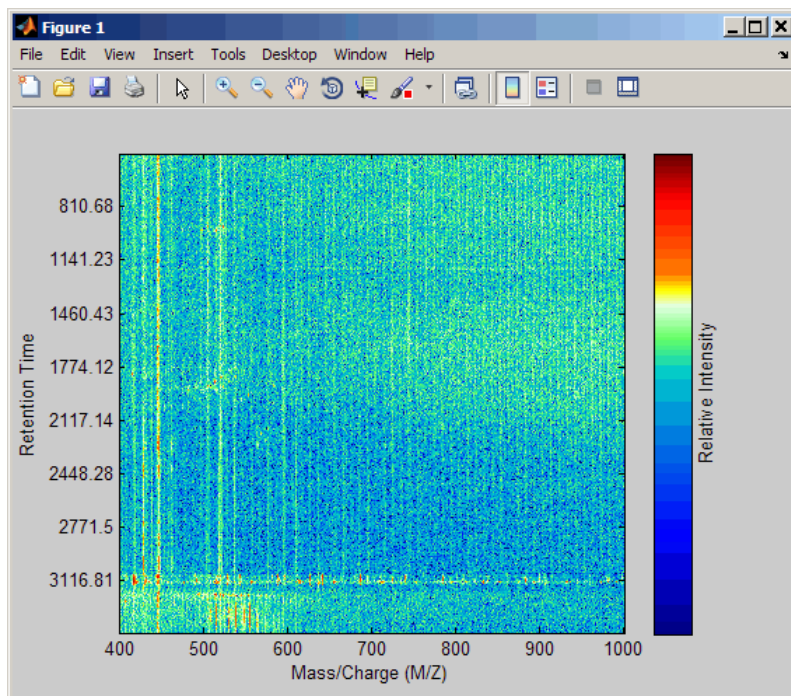 Figure 1
File Edit View Insert Tools Desktop Window Help
810.68
1141.23
1460.43
1774.12
2117.14
2448.28
2771.5
3116.81
Retention Time
400 500 600 700 800 900 1000
Mass/Charge (M/Z)
Relative Intensity